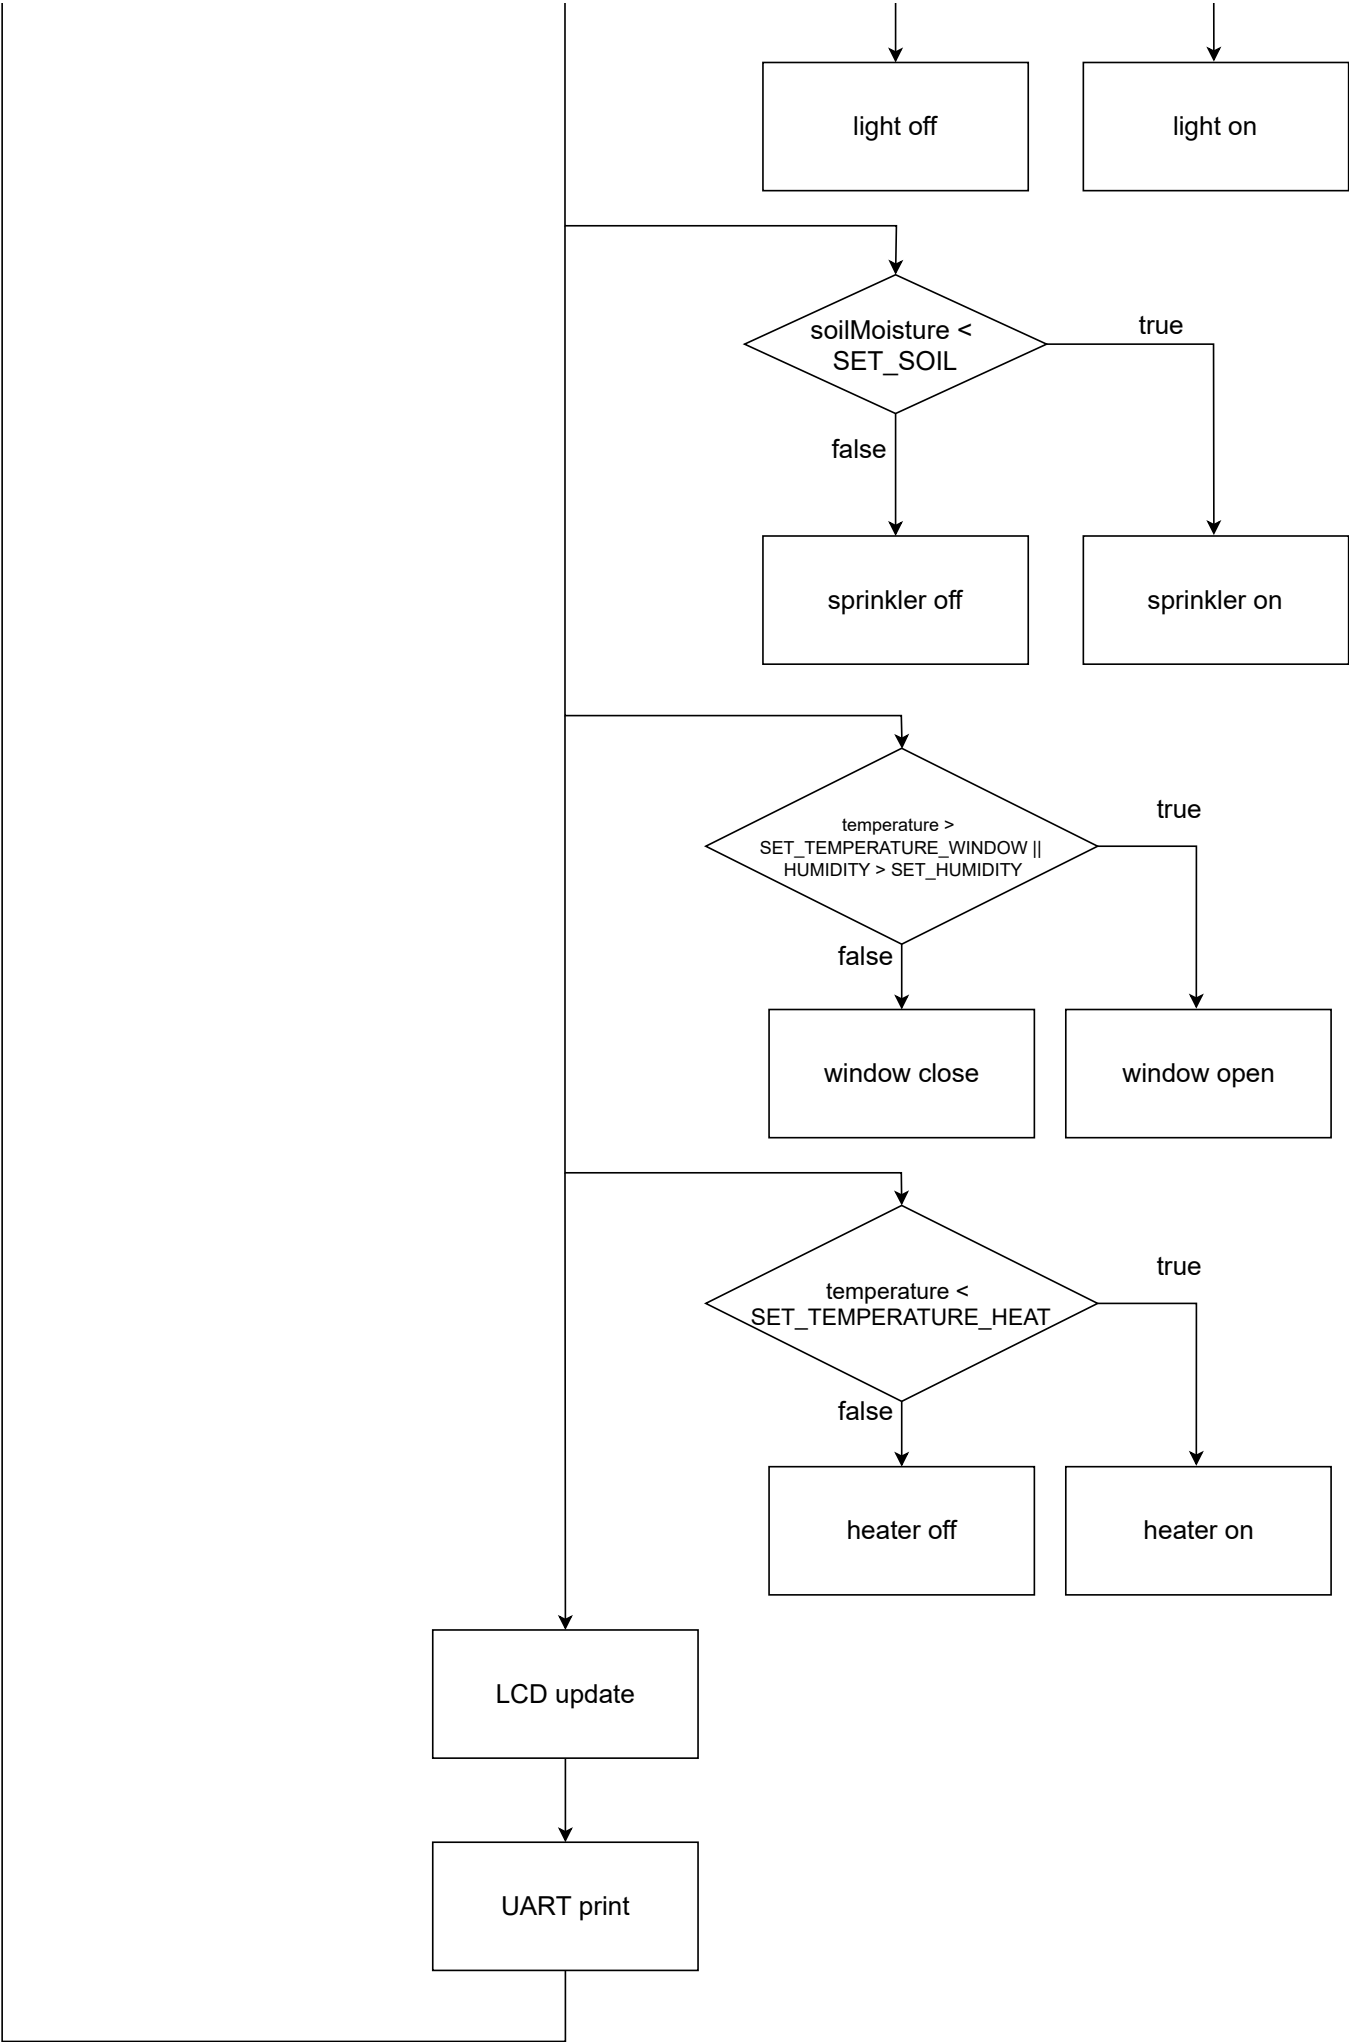 light off
light on
soilMoisture <
SET_SOIL
true
false
sprinkler off
sprinkler on
temperature >
SET_TEMPERATURE_WINDOW ||
HUMIDITY > SET_HUMIDITY
true
false
window close
window open
temperature <
SET_TEMPERATURE_HEAT
true
false
heater off
heater on
LCD update
UART print